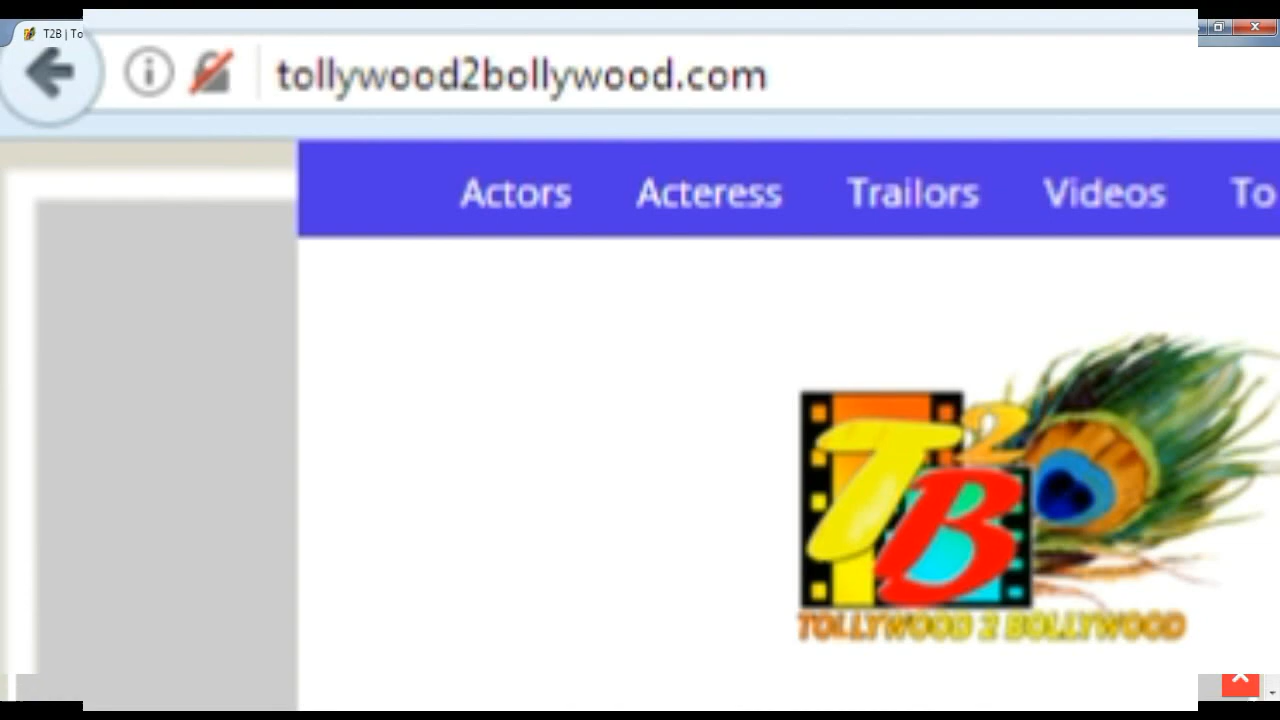 T2B | To
tollywood2bollywood.com
Actors Acteress Trailors Videos To
T2B
TOLLYWOOD 2 BOLLYWOOD